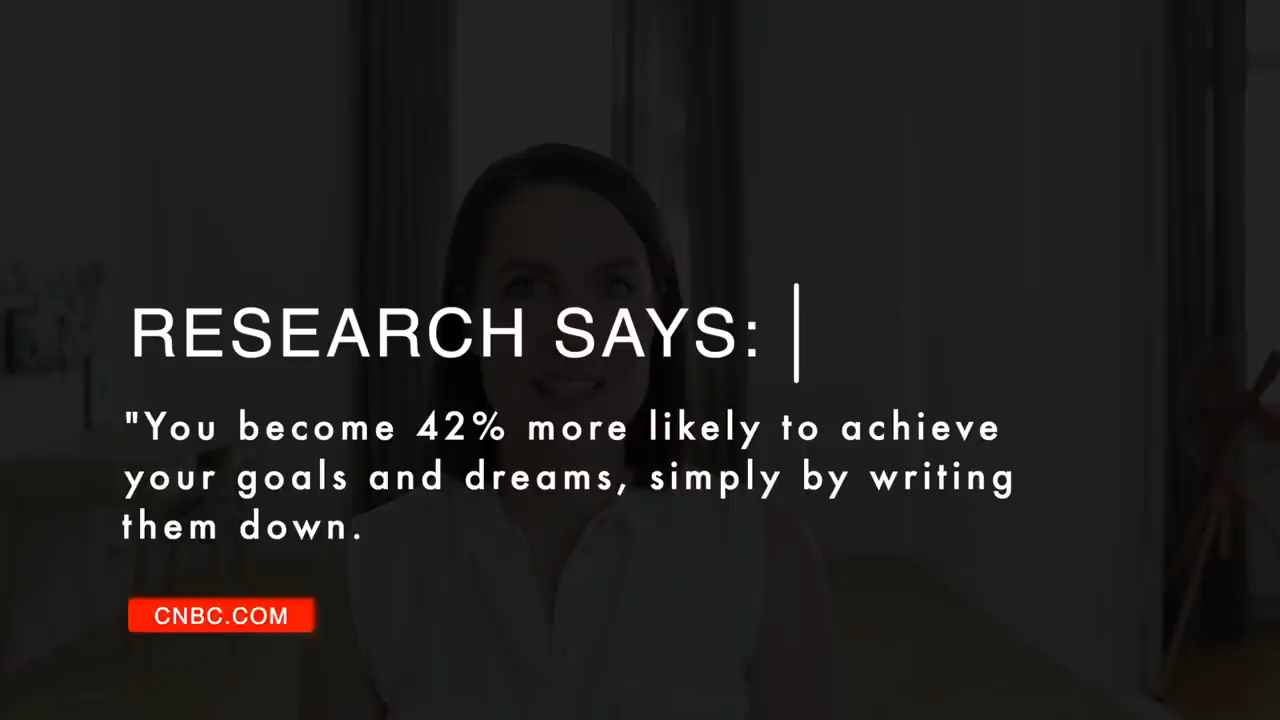 RESEARCH SAYS:
"You become 42% more likely to achieve
your goals and dreams, simply by writing
them down.
CNBC.COM